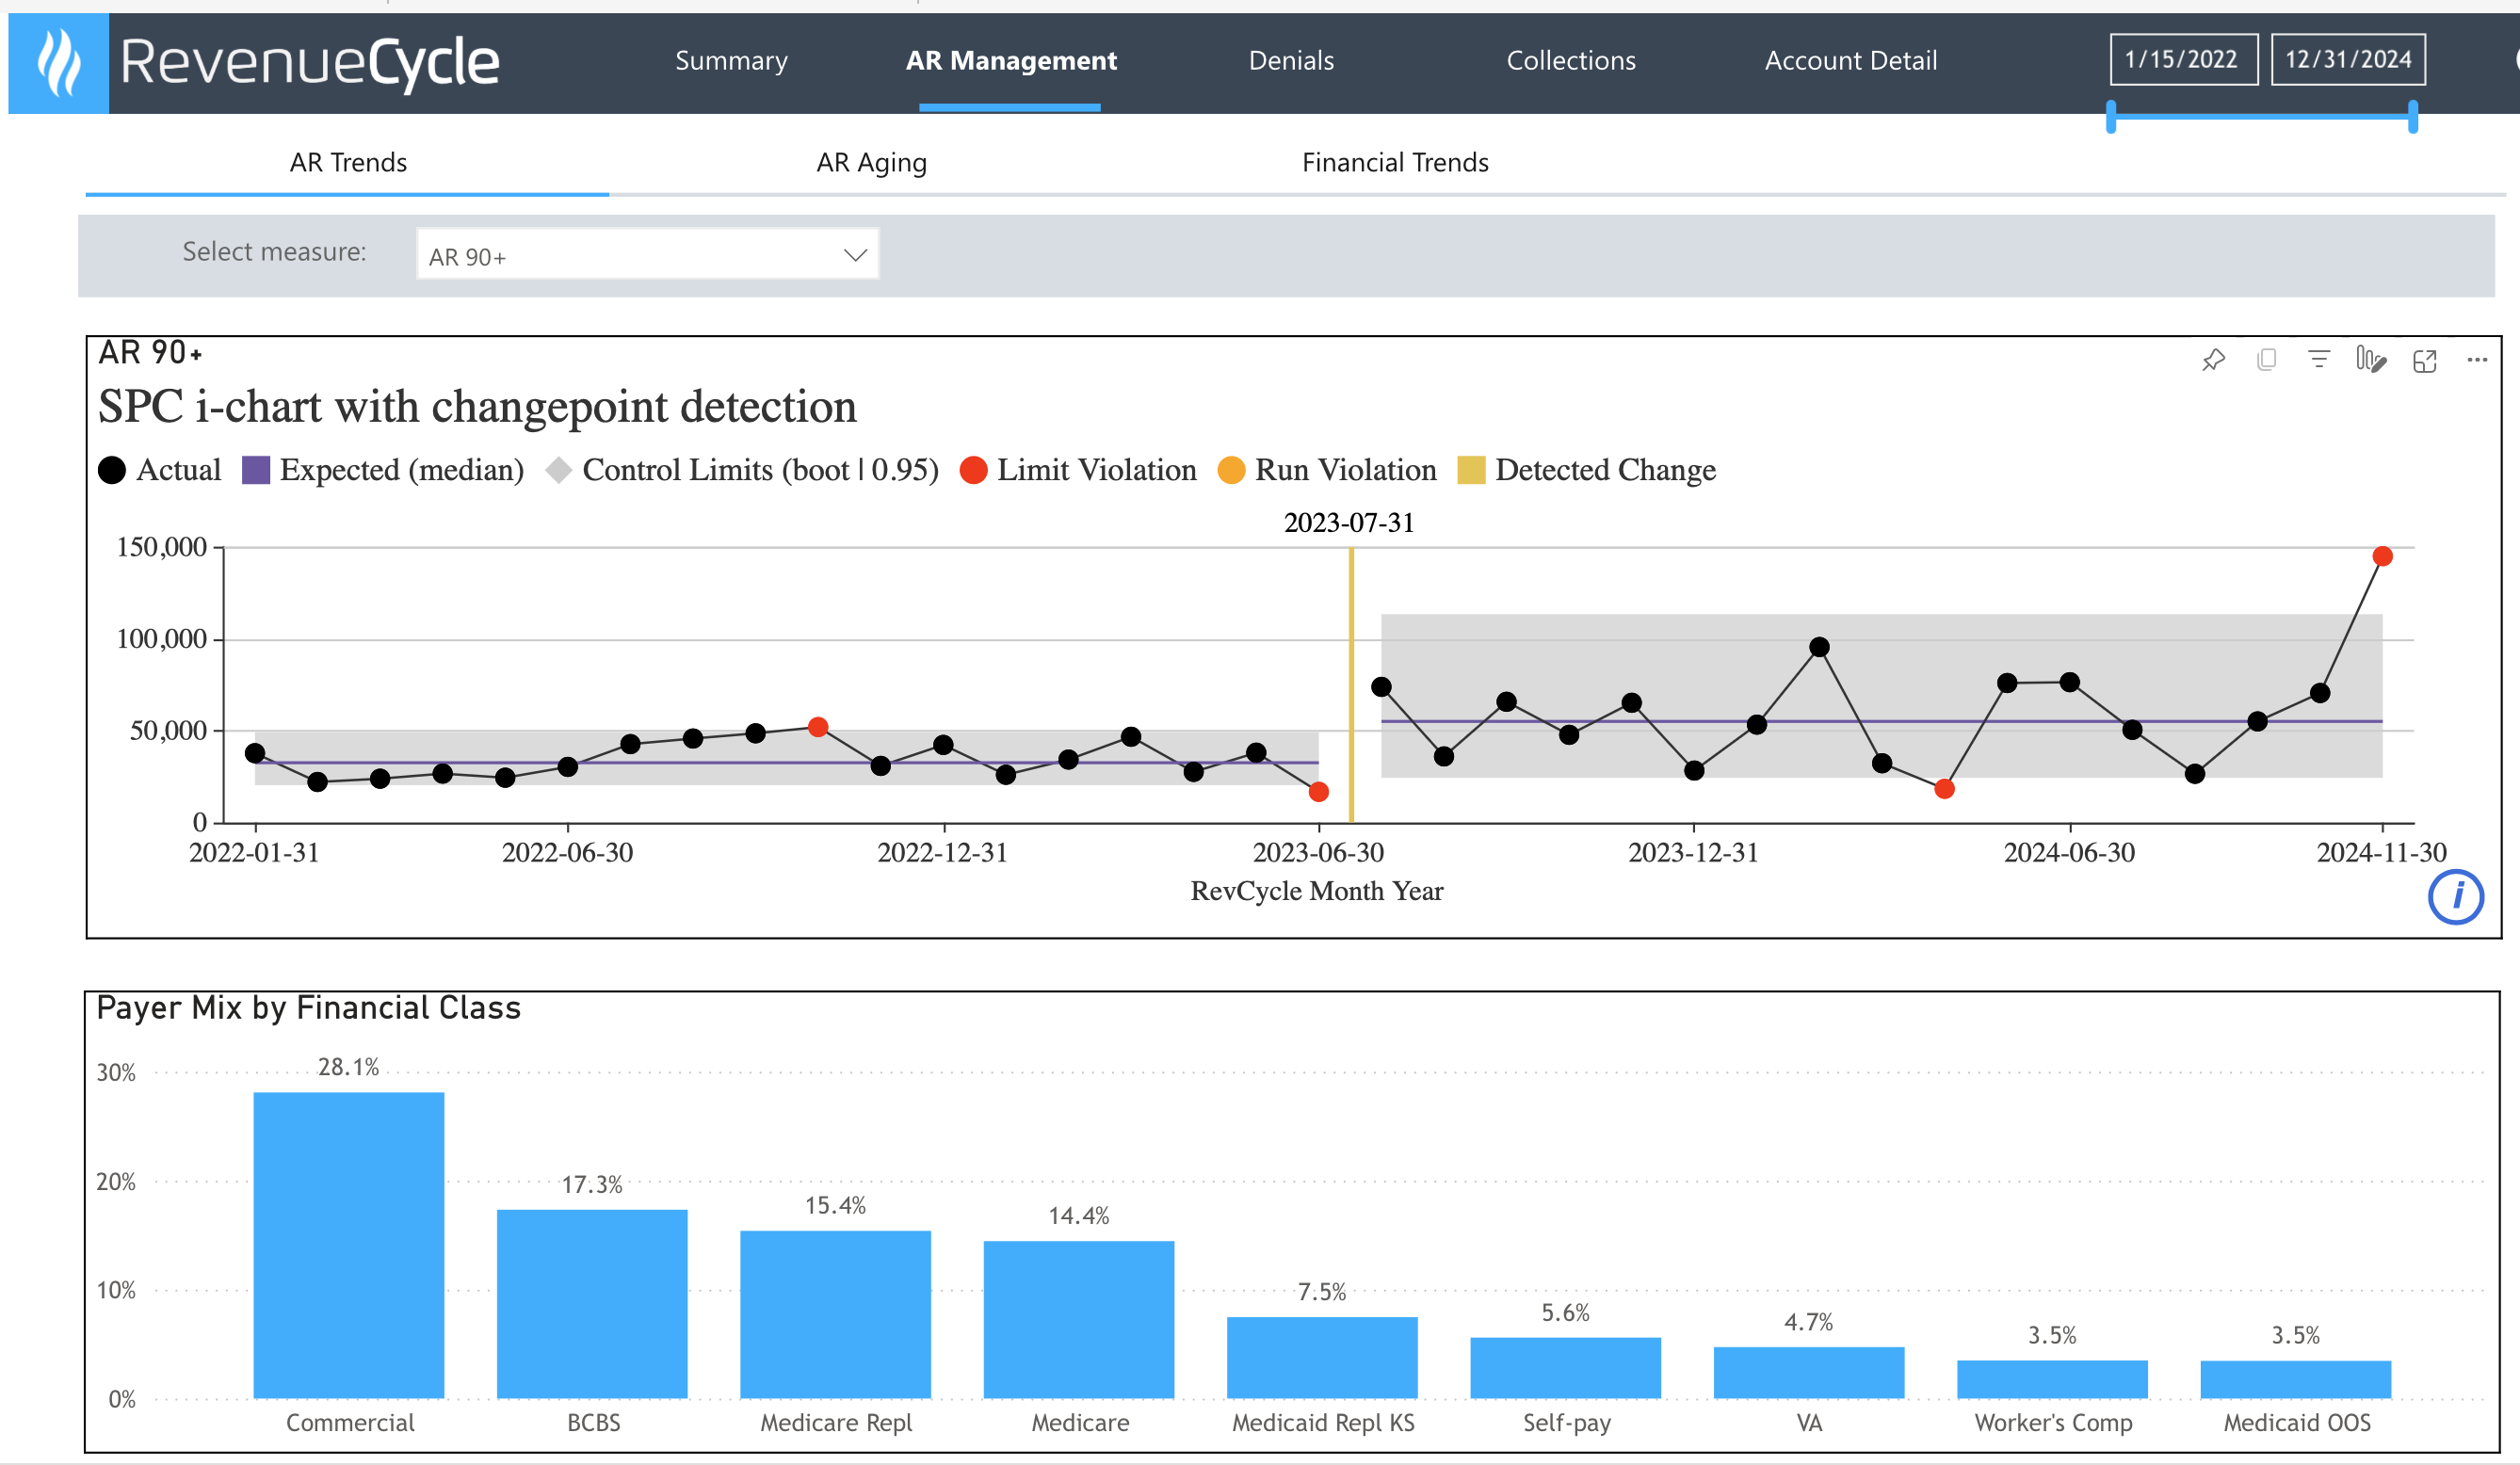 RevenueCycle
Summary
AR Management
Denials
Collections
Account Detail
1/15/2022
12/31/2024
AR Trends
AR Aging
Financial Trends
Select measure:
AR 90+
AR 90+
SPC i-chart with changepoint detection
Actual
Expected (median)
Control Limits (boot | 0.95)
Limit Violation
Run Violation
Detected Change
2023-07-31
150,000
100,000
50,000
0
2022-01-31
2022-06-30
2022-12-31
2023-06-30
2023-12-31
2024-06-30
2024-11-30
RevCycle Month Year
i
Payer Mix by Financial Class
30%
20%
10%
0%
28.1%
17.3%
15.4%
14.4%
7.5%
5.6%
4.7%
3.5%
3.5%
Commercial
BCBS
Medicare Repl
Medicare
Medicaid Repl KS
Self-pay
VA
Worker's Comp
Medicaid OOS